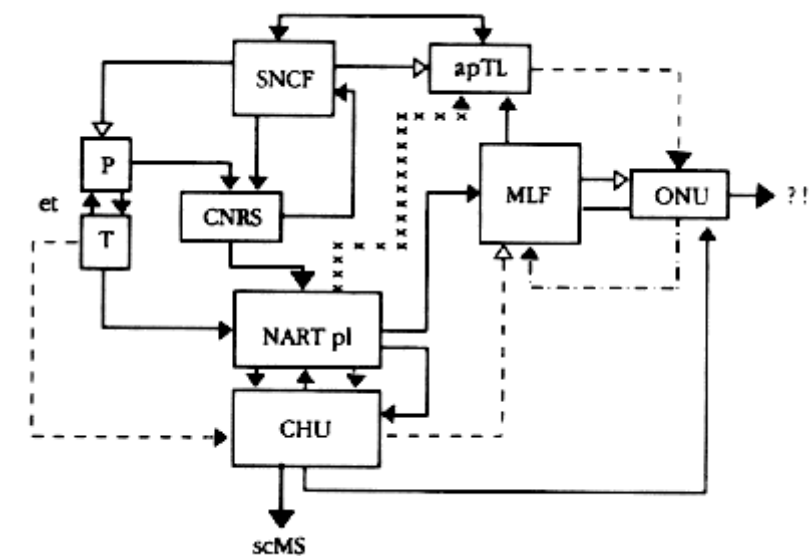 SNCF
apTL
P
et
T
CNRS
MLF
ONU
?!
NART pl
CHU
scMS